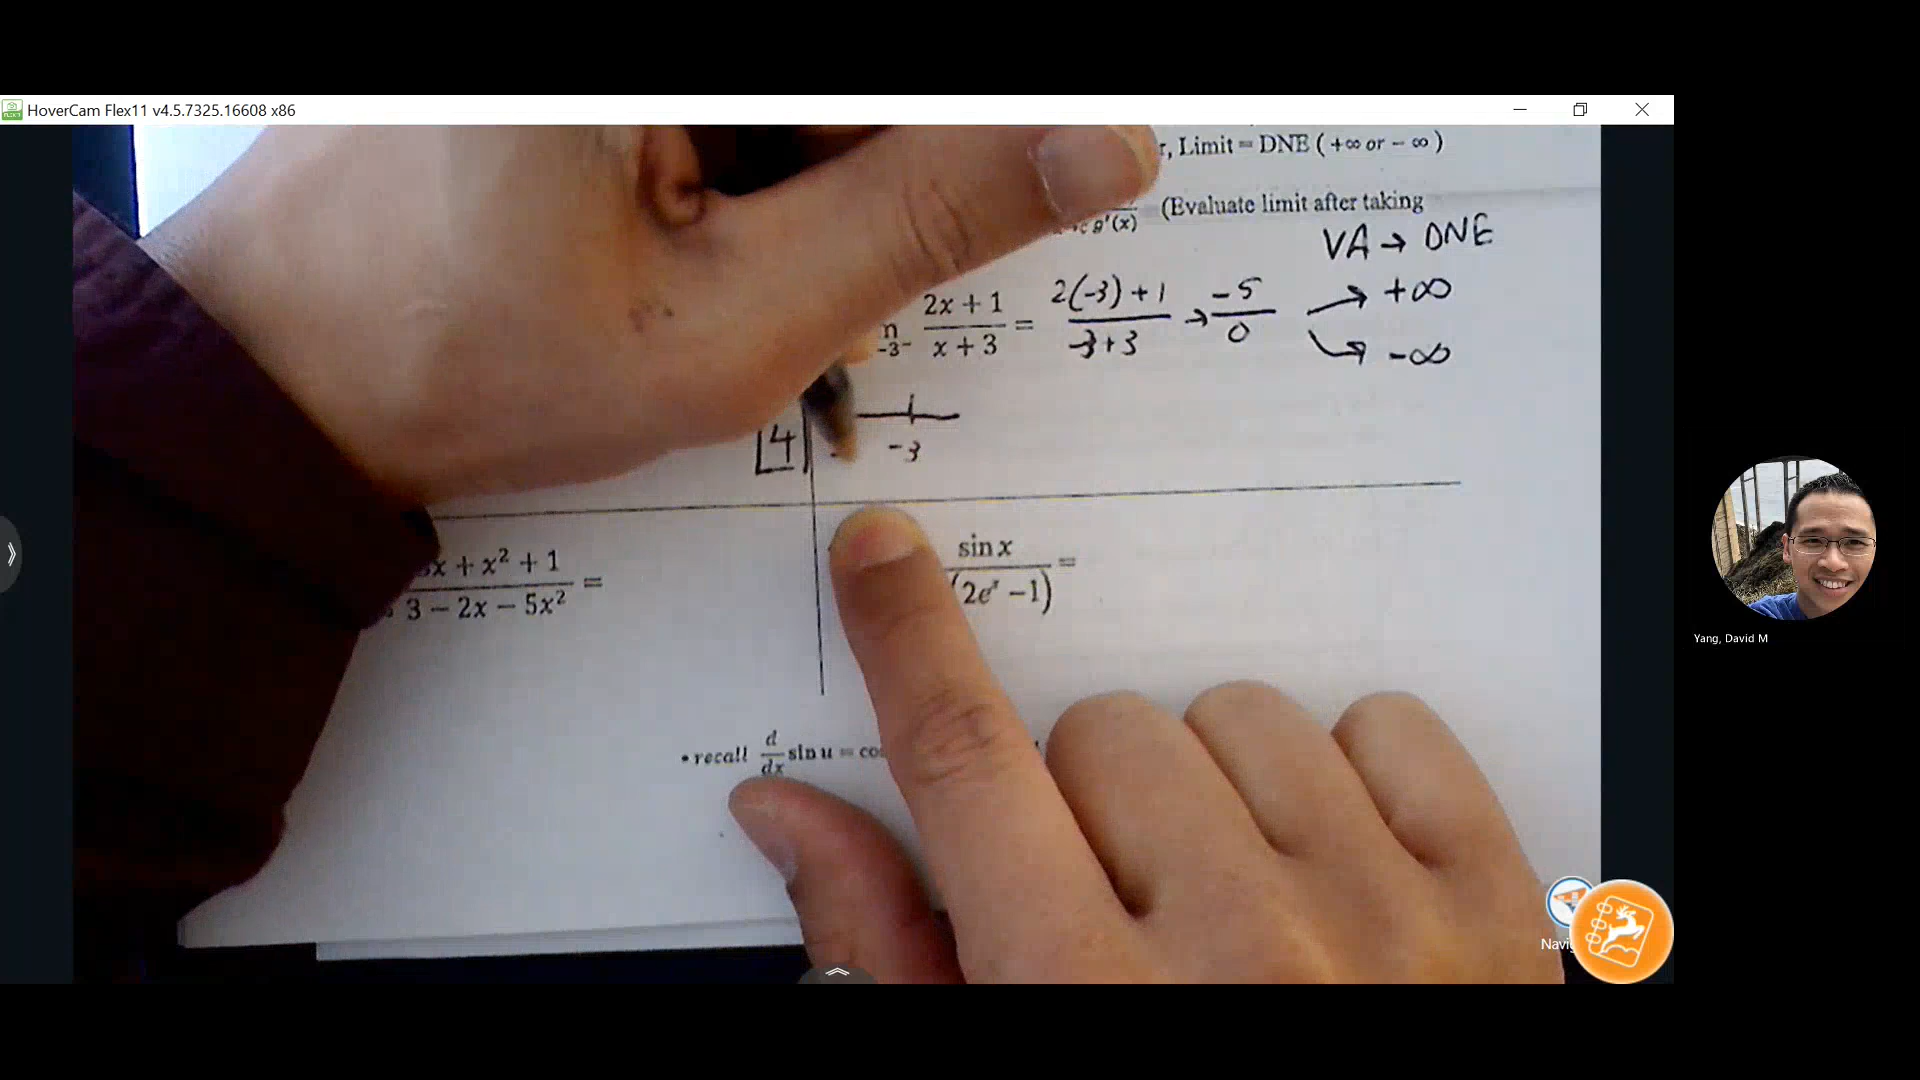 HoverCam Flex11 v4.5.7325.16608 x86
r, Limit = DNE ( +∞ or − ∞ )
g'(x) (Evaluate limit after taking
VA → DNE
-3⁻ 2x + 1 / x + 3 = 2(-3) + 1 / -3+3 → -5 / 0 → +∞
→ -∞
4
-3
x + x² + 1 / 3 − 2x − 5x² =
sin x / (2eˣ −1) =
• recall d/dx sin u = co
Yang, David M